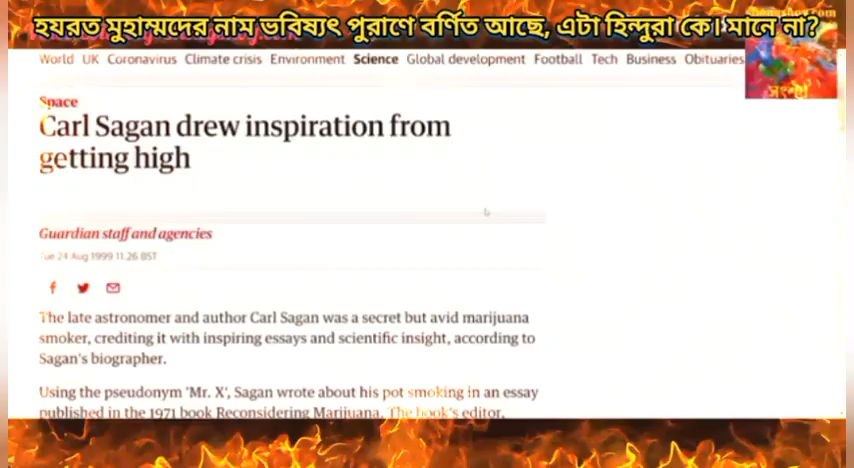 হযরত মুহাম্মদের নাম ভবিষ্যৎ পুরাণে বর্ণিত আছে, এটা হিন্দুরা কে। মানে না?
World UK Coronavirus Climate crisis Environment Science Global development Football Tech Business Obituaries
সংশয়
Space
Carl Sagan drew inspiration from
getting high
Guardian staff and agencies
Tue 24 Aug 1999 11.26 BST
The late astronomer and author Carl Sagan was a secret but avid marijuana
smoker, crediting it with inspiring essays and scientific insight, according to
Sagan's biographer.
Using the pseudonym 'Mr. X', Sagan wrote about his pot smoking in an essay
published in the 1971 book Reconsidering Marijuana. The book's editor,